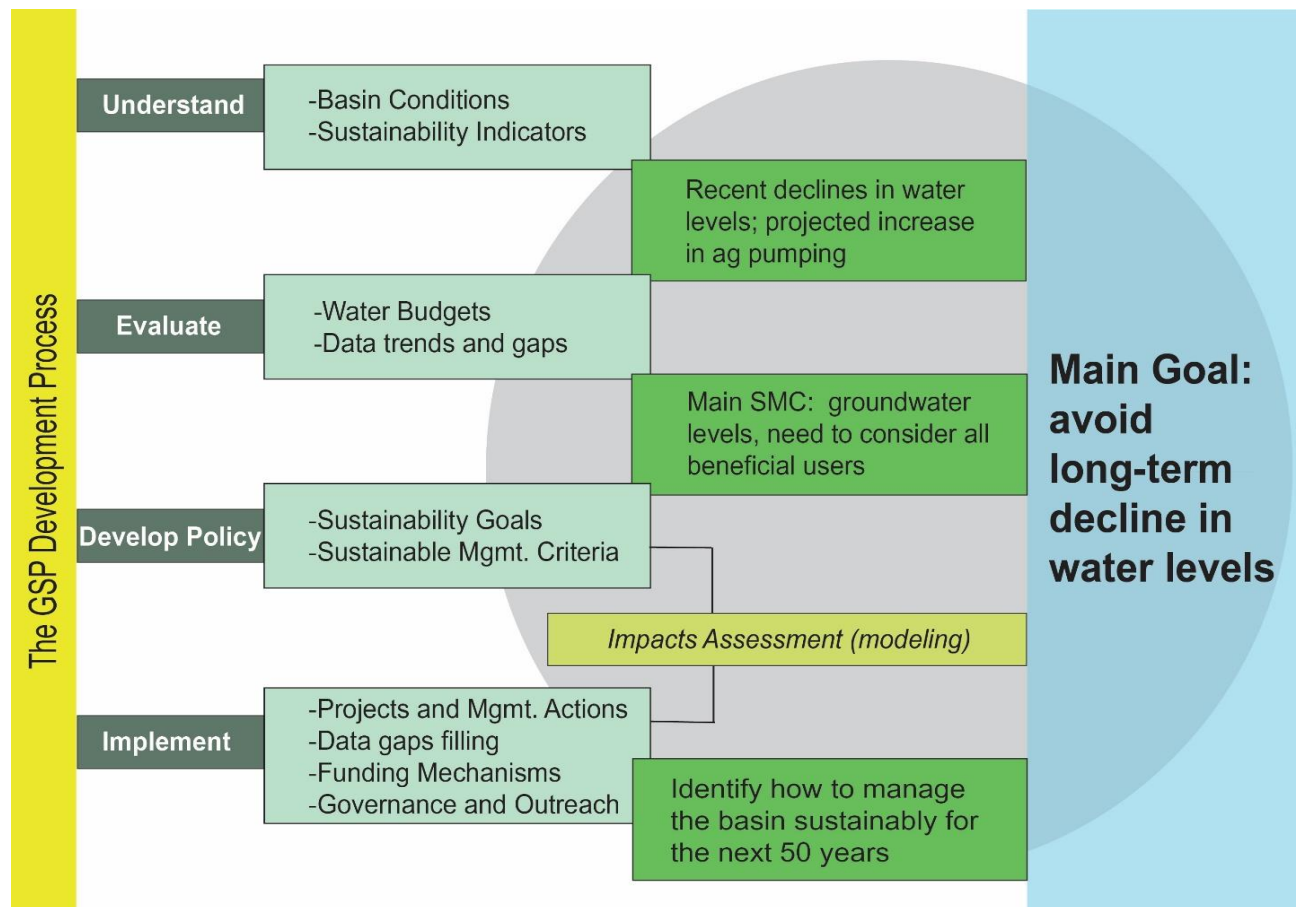 The GSP Development Process
Understand
-Basin Conditions
-Sustainability Indicators
Recent declines in water
levels; projected increase
in ag pumping
Evaluate
-Water Budgets
-Data trends and gaps
Main SMC:  groundwater
levels, need to consider all
beneficial users
Develop Policy
-Sustainability Goals
-Sustainable Mgmt. Criteria
Impacts Assessment (modeling)
Implement
-Projects and Mgmt. Actions
-Data gaps filling
-Funding Mechanisms
-Governance and Outreach
Identify how to manage
the basin sustainably for
the next 50 years
Main Goal:
avoid
long-term
decline in
water levels